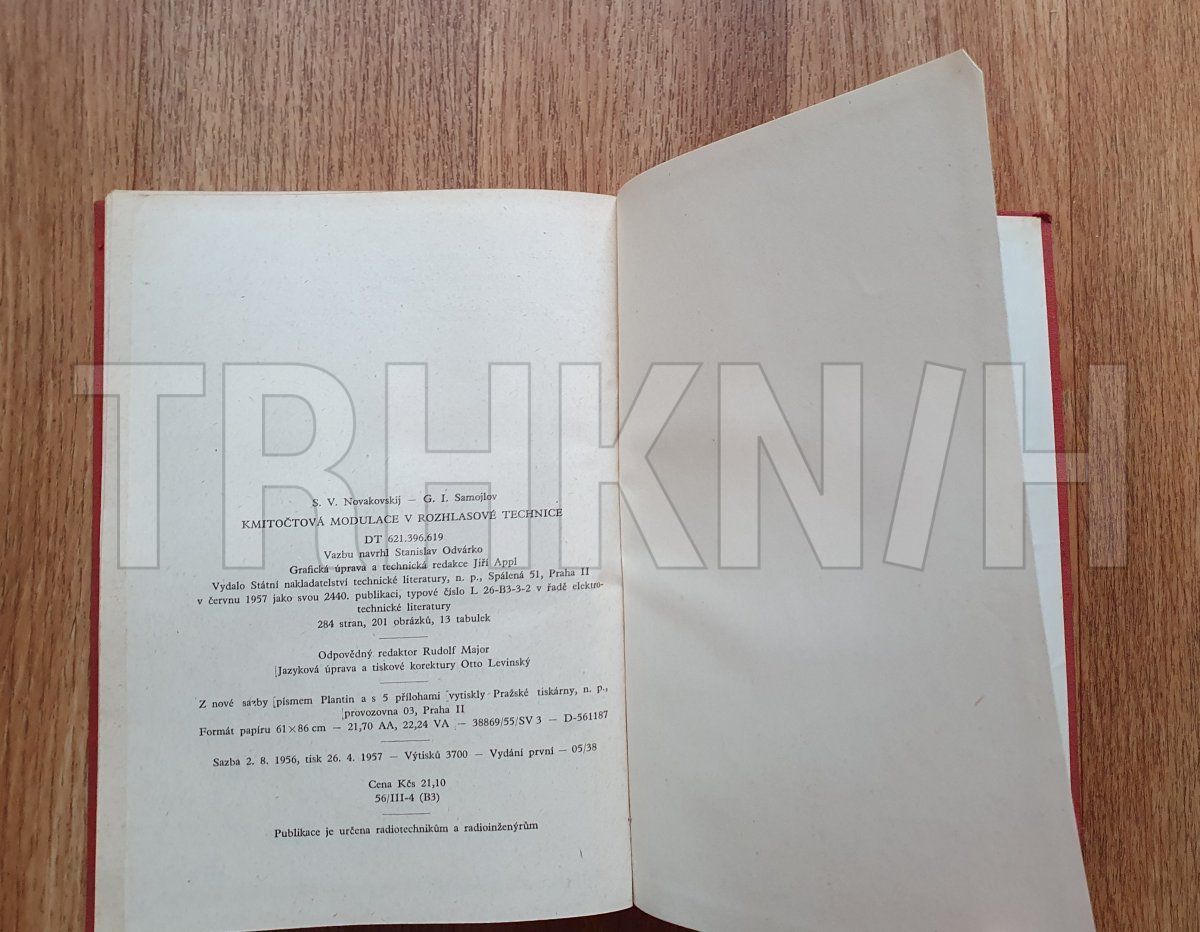 S. V. Novakovskij — G. I. Samojlov
KMITOČTOVÁ MODULACE V ROZHLASOVÉ TECHNICE
DT 621.396.619
Vazbu navrhl Stanislav Odvárko
Grafická úprava a technická redakce Jiří Appl
Vydalo Státní nakladatelství technické literatury, n. p., Spálená 51, Praha II
v červnu 1957 jako svou 2440. publikaci, typové číslo L 26-B3-3-2 v řadě elektro-
technické literatury
284 stran, 201 obrázků, 13 tabulek
Odpovědný redaktor Rudolf Major
Jazyková úprava a tiskové korektury Otto Levinský
Z nové sazby písmem Plantin a s 5 přílohami vytiskly Pražské tiskárny, n. p.,
provozovna 03, Praha II
Formát papíru 61×86 cm — 21,70 AA, 22,24 VA — 38869/55/SV 3 — D-561187
Sazba 2. 8. 1956, tisk 26. 4. 1957 — Výtisků 3700 — Vydání první — 05/38
Cena Kčs 21,10
56/III-4 (B3)
Publikace je určena radiotechnikům a radioinženýrům
TRHKN/H